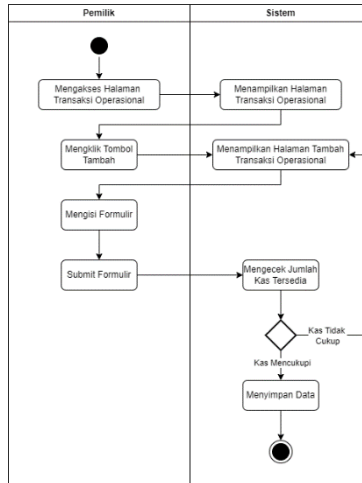 Pemilik
Sistem
Mengakses Halaman
Transaksi Operasional
Menampilkan Halaman
Transaksi Operasional
Mengklik Tombol
Tambah
Menampilkan Halaman Tambah
Transaksi Operasional
Mengisi Formulir
Submit Formulir
Mengecek Jumlah
Kas Tersedia
Kas Tidak
Cukup
Kas Mencukupi
Menyimpan Data